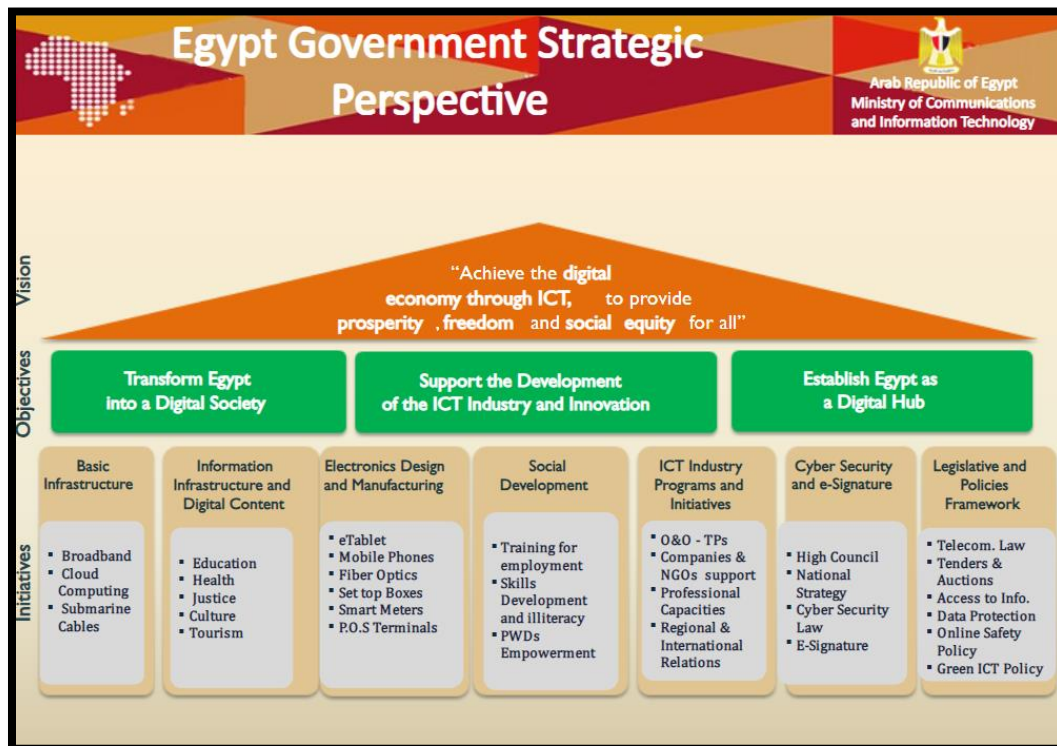 Egypt Government Strategic
Perspective
Arab Republic of Egypt
Ministry of Communications
and Information Technology
Vision
“Achieve the digital
economy through ICT, to provide
prosperity , freedom and social equity for all”
Objectives
Transform Egypt
into a Digital Society
Support the Development
of the ICT Industry and Innovation
Establish Egypt as
a Digital Hub
Initiatives
Basic
Infrastructure
▪ Broadband
▪ Cloud
Computing
▪ Submarine
Cables
Information
Infrastructure and
Digital Content
▪ Education
▪ Health
▪ Justice
▪ Culture
▪ Tourism
Electronics Design
and Manufacturing
▪ eTablet
▪ Mobile Phones
▪ Fiber Optics
▪ Set top Boxes
▪ Smart Meters
▪ P.O.S Terminals
Social
Development
▪ Training for
employment
▪ Skills
Development
and illiteracy
▪ PWDs
Empowerment
ICT Industry
Programs and
Initiatives
▪ O&O - TPs
▪ Companies &
NGOs support
▪ Professional
Capacities
▪ Regional &
International
Relations
Cyber Security
and e-Signature
▪ High Council
▪ National
Strategy
▪ Cyber Security
Law
▪ E-Signature
Legislative and
Policies
Framework
▪ Telecom. Law
▪ Tenders &
Auctions
▪ Access to Info.
▪ Data Protection
▪ Online Safety
Policy
▪ Green ICT Policy